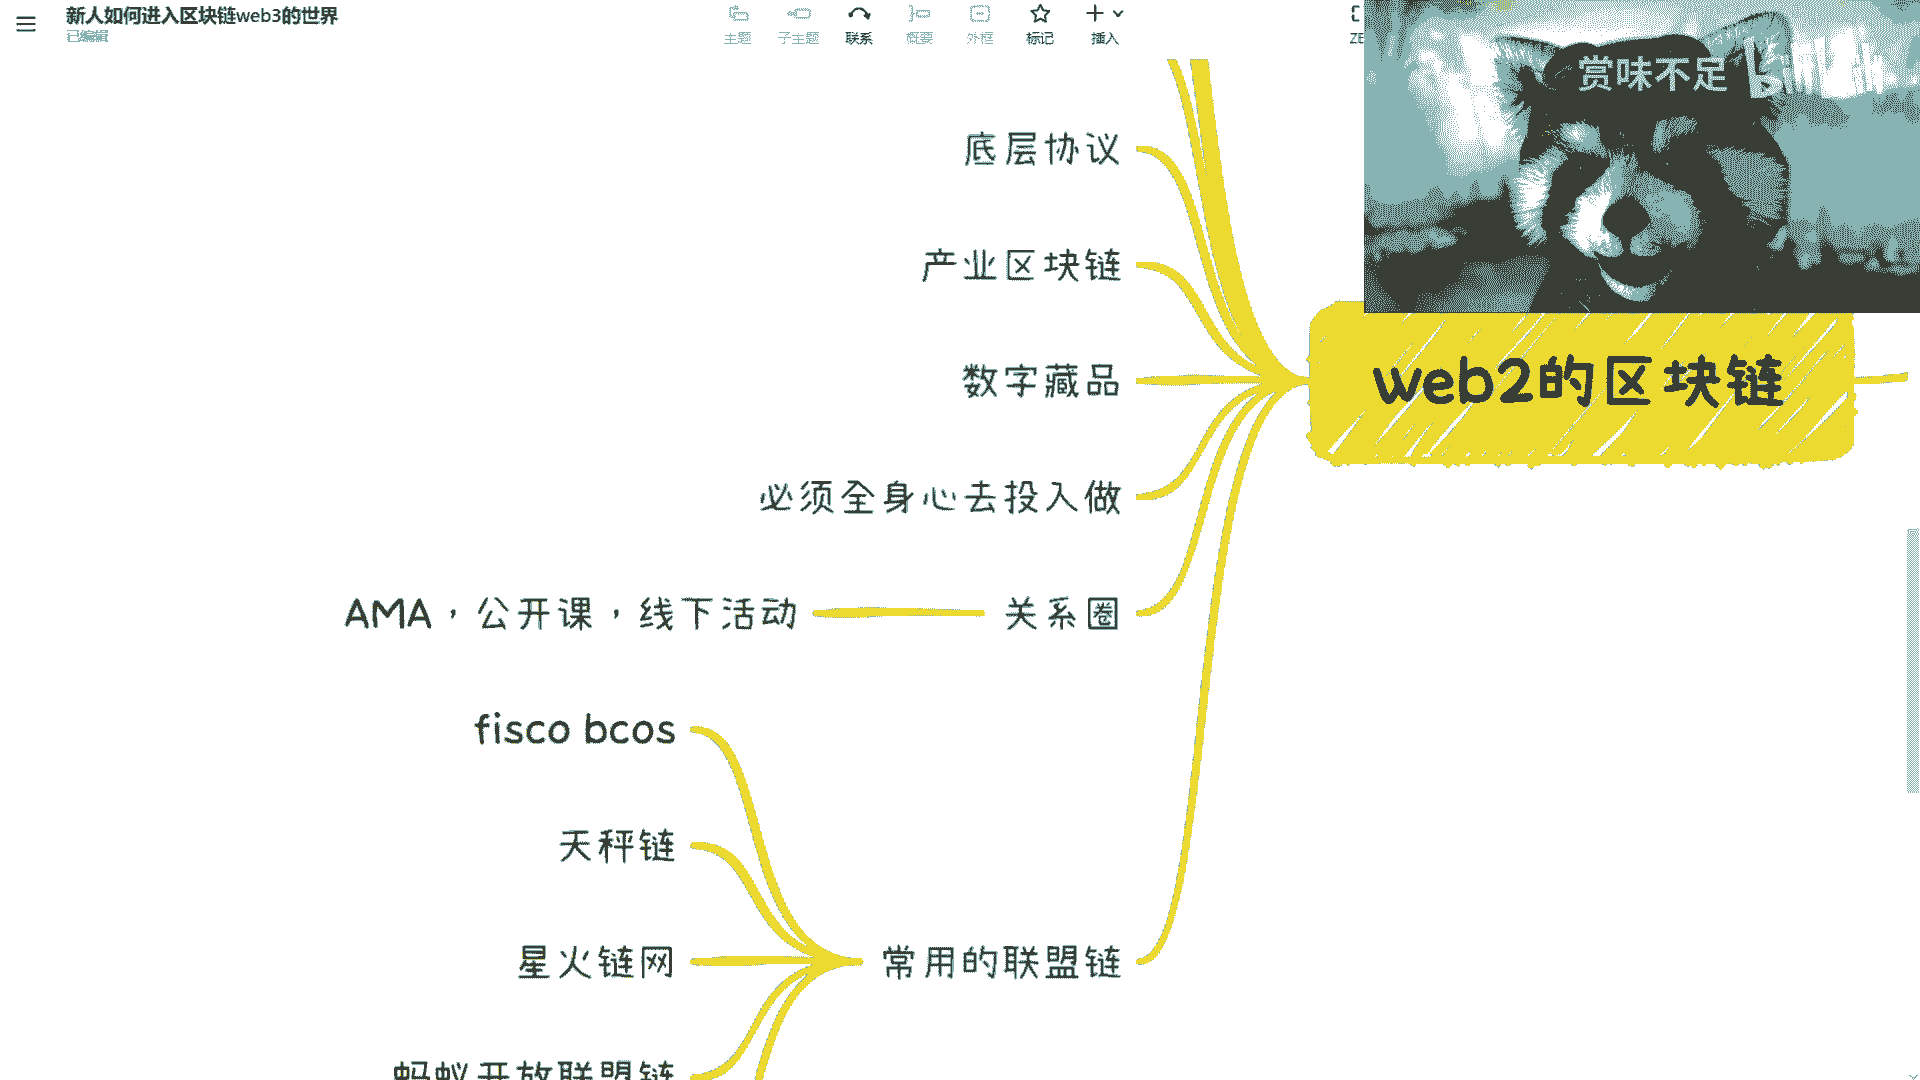 新人如何进入区块链web3的世界
已编辑
主题
子主题
联系
概要
外框
标记
插入
ZE
赏味不足
bilibili
底层协议
产业区块链
数字藏品
web2的区块链
必须全身心去投入做
AMA，公开课，线下活动
关系圈
fisco bcos
天秤链
星火链网
常用的联盟链
蚂蚁开放联盟链